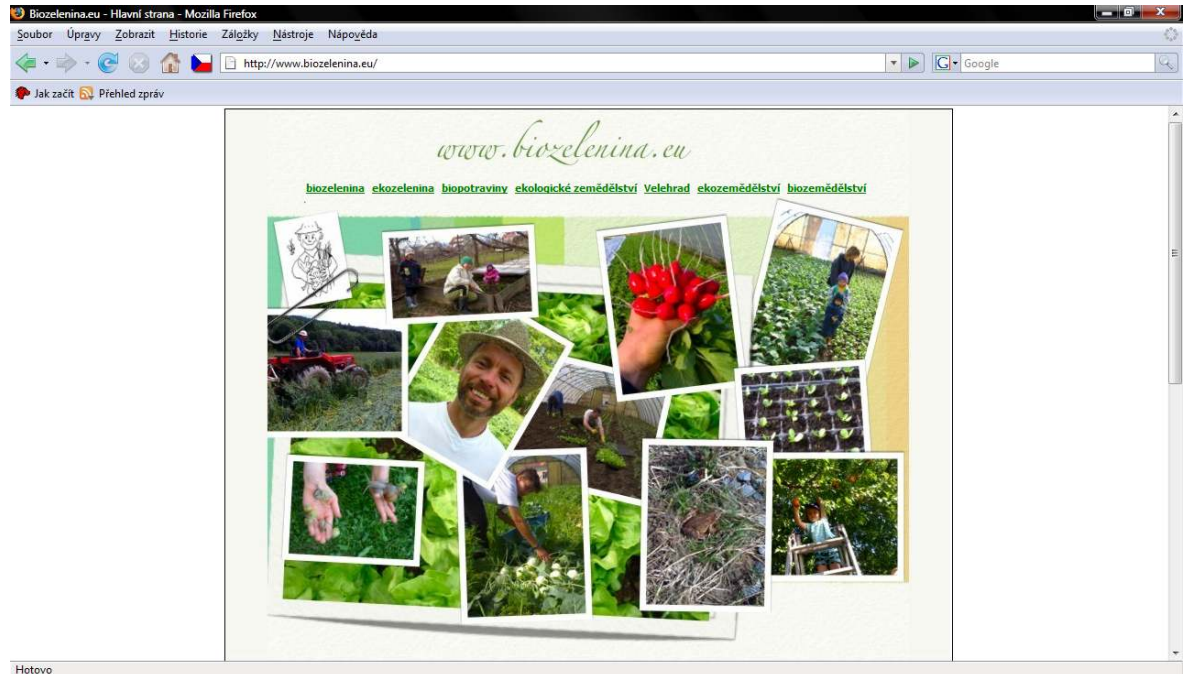 Biozelenina.eu - Hlavní strana - Mozilla Firefox
Soubor Úpravy Zobrazit Historie Záložky Nástroje Nápověda
http://www.biozelenina.eu/ G Google
Jak začít Přehled zpráv
www.biozelenina.eu
biozelenina ekozelenina biopotraviny ekologické zemědělství Velehrad ekozemědělství biozemědělství
Hotovo